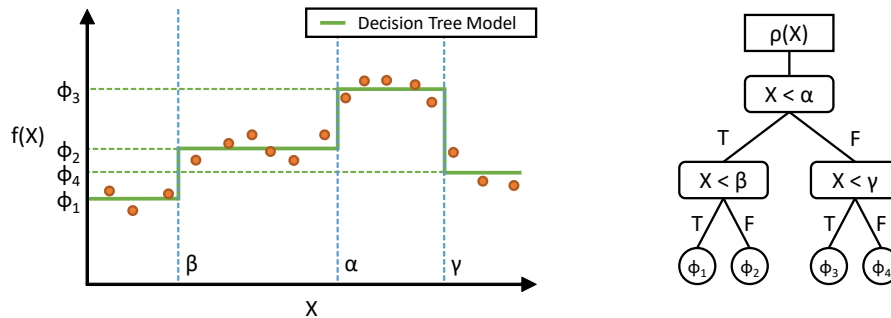 Decision Tree Model
f(X)
ϕ₃
ϕ₂
ϕ₄
ϕ₁
β
α
γ
X
ρ(X)
X < α
T F
X < β X < γ
T F T F
ϕ₁ ϕ₂ ϕ₃ ϕ₄